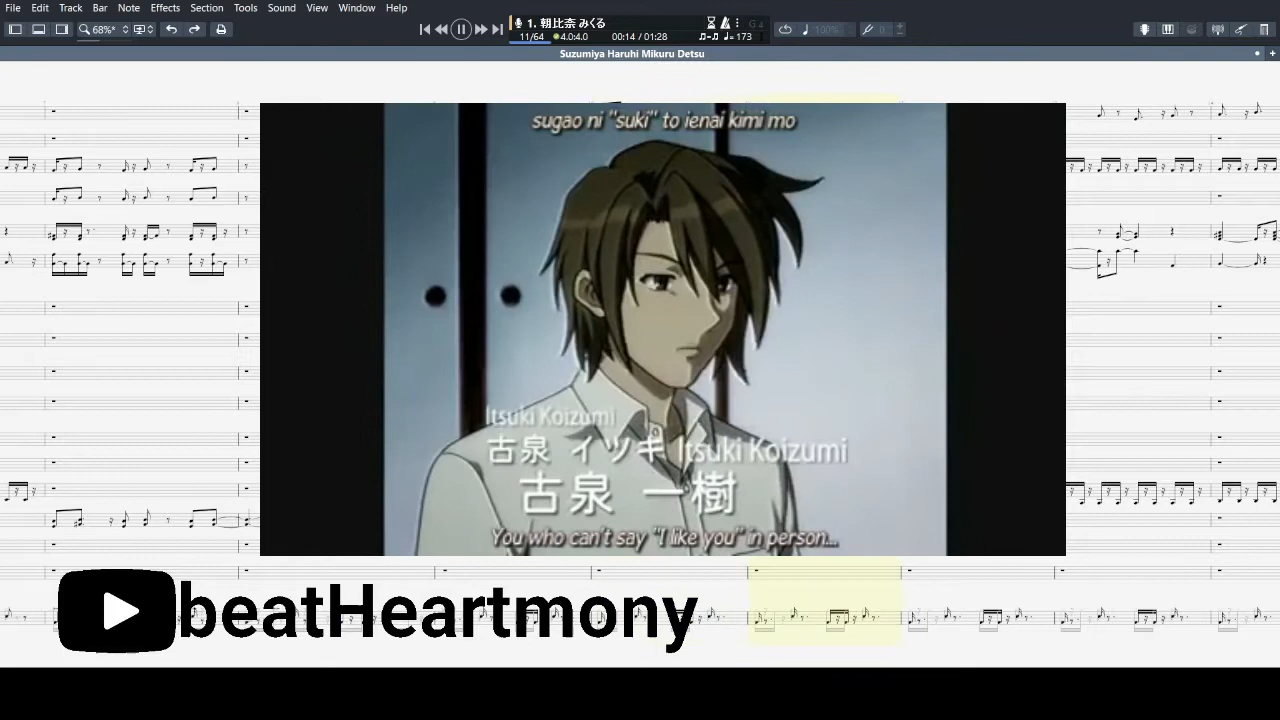 File Edit Track Bar Note Effects Section Tools Sound View Window Help
68%
1. 朝比奈 みくる
G 4
11/64 4.0:4.0 00:14 / 01:28 = 173
100%
0
Suzumiya Haruhi Mikuru Detsu
sugao ni "suki" to ienai kimi mo
Itsuki Koizumi
古泉 イツキ Itsuki Koizumi
古泉 一樹
You who can't say "I like you" in person...
beatHeartmony